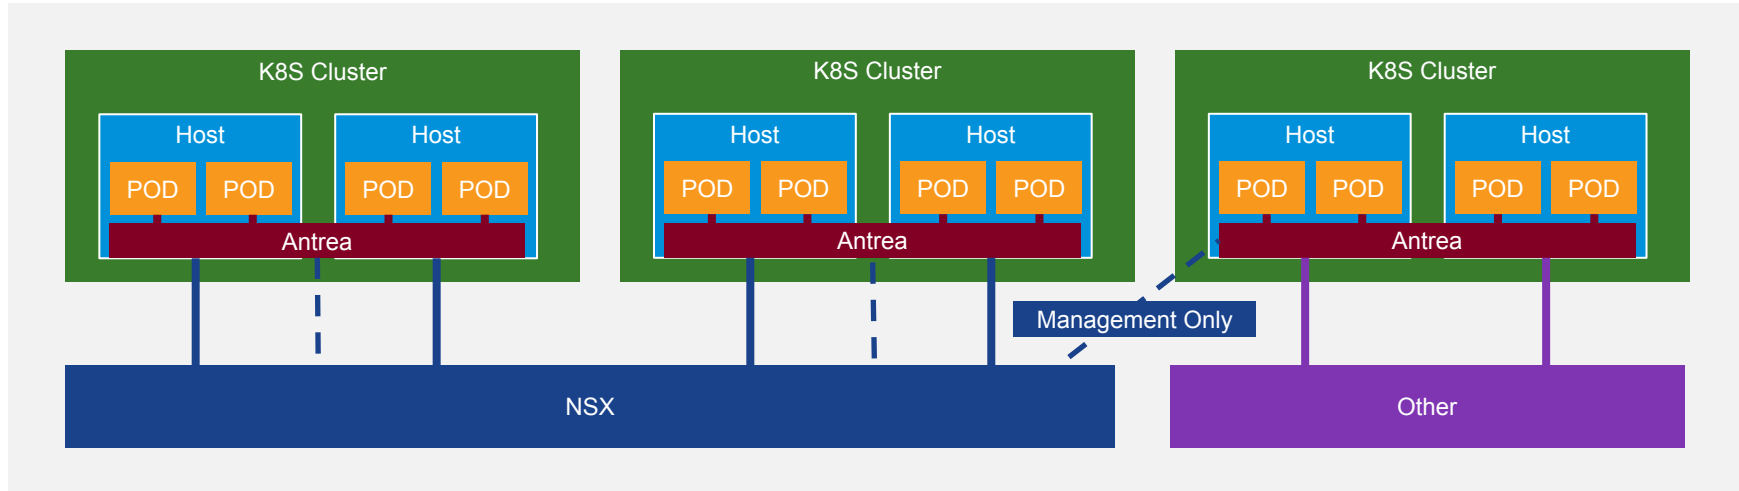 K8S Cluster
K8S Cluster
K8S Cluster
Host
Host
Host
Host
Host
Host
POD
POD
POD
POD
POD
POD
POD
POD
POD
POD
POD
POD
Antrea
Antrea
Antrea
Management Only
NSX
Other